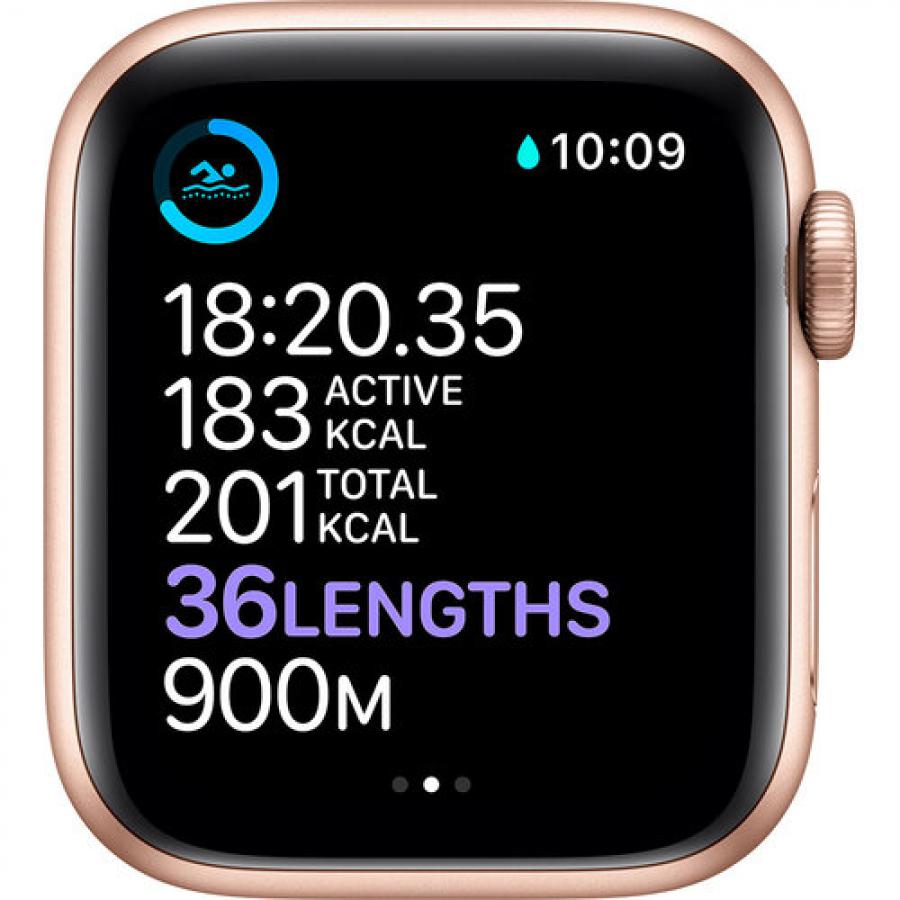 10:09
18:20.35
183 ACTIVE KCAL
201 TOTAL KCAL
36LENGTHS
900M